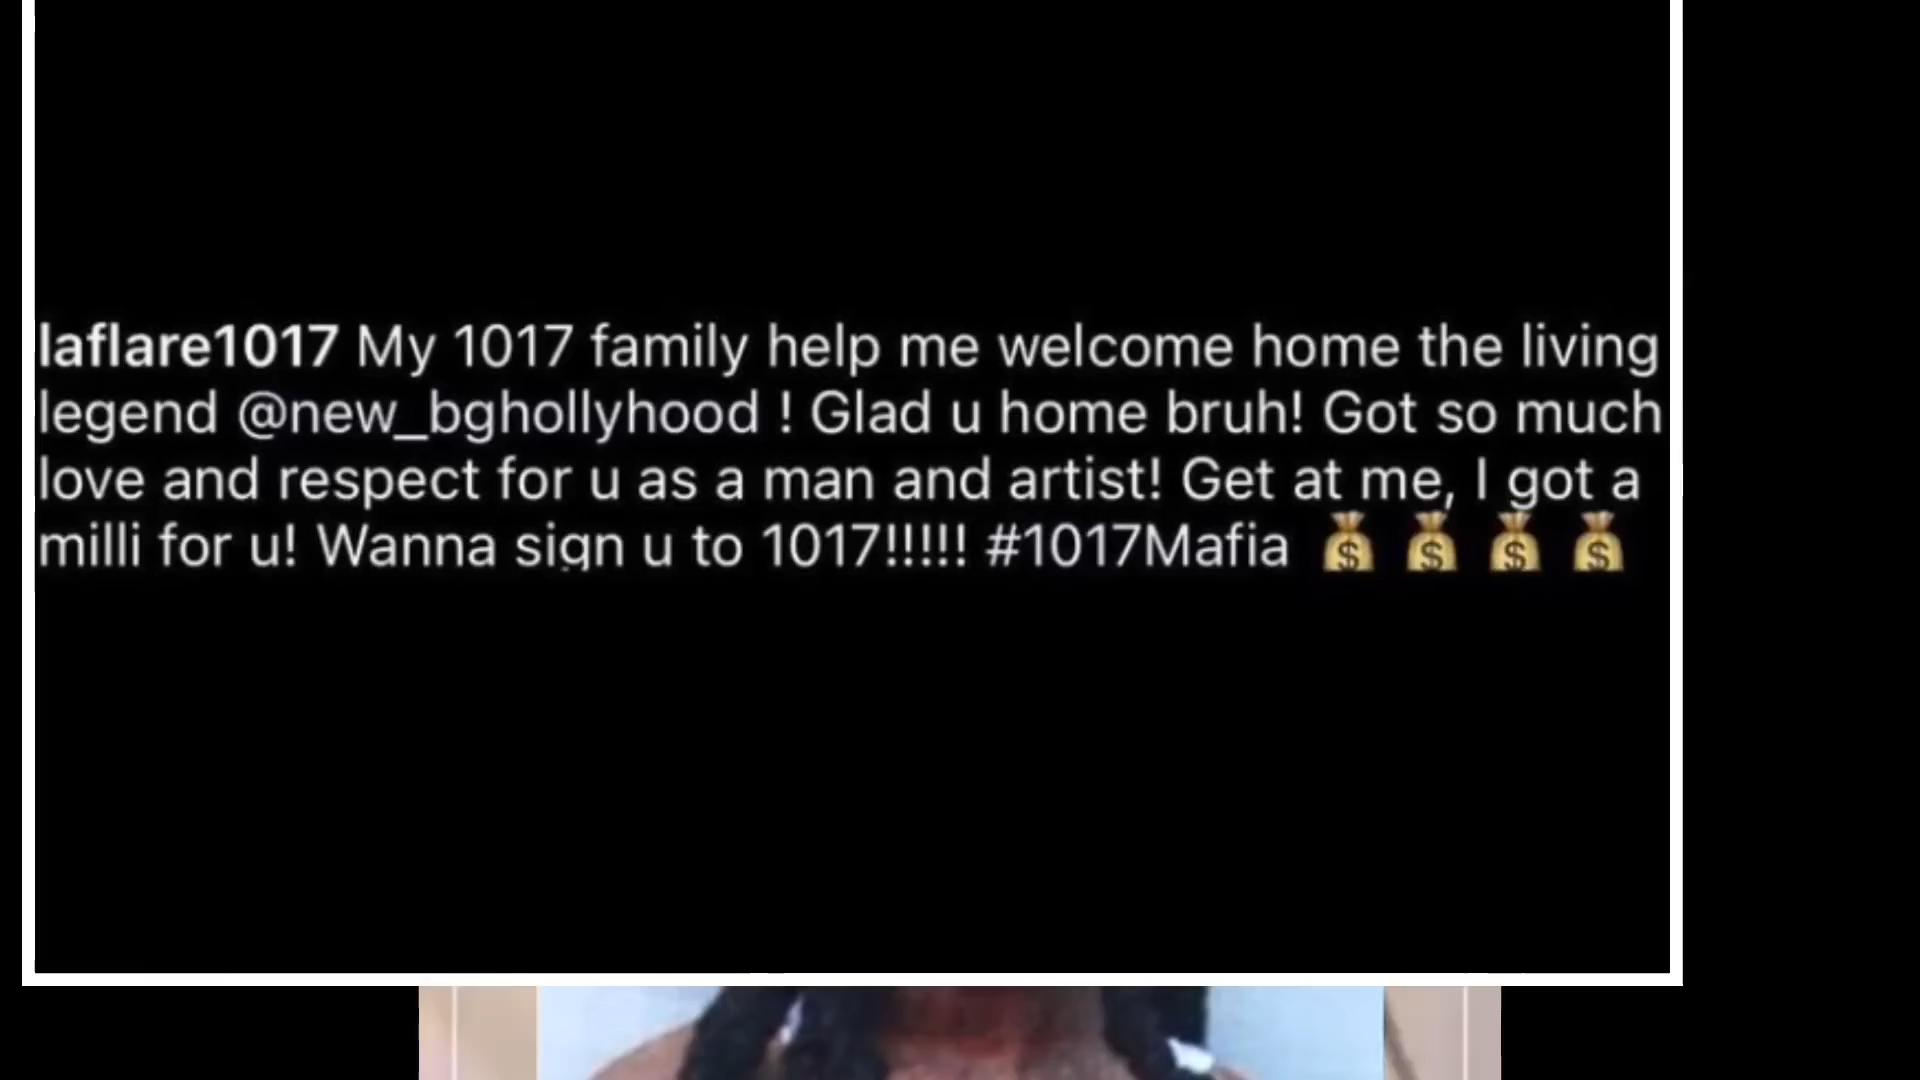 laflare1017 My 1017 family help me welcome home the living
legend @new_bghollyhood ! Glad u home bruh! Got so much
love and respect for u as a man and artist! Get at me, I got a
milli for u! Wanna sign u to 1017!!!!! #1017Mafia 💰 💰 💰 💰